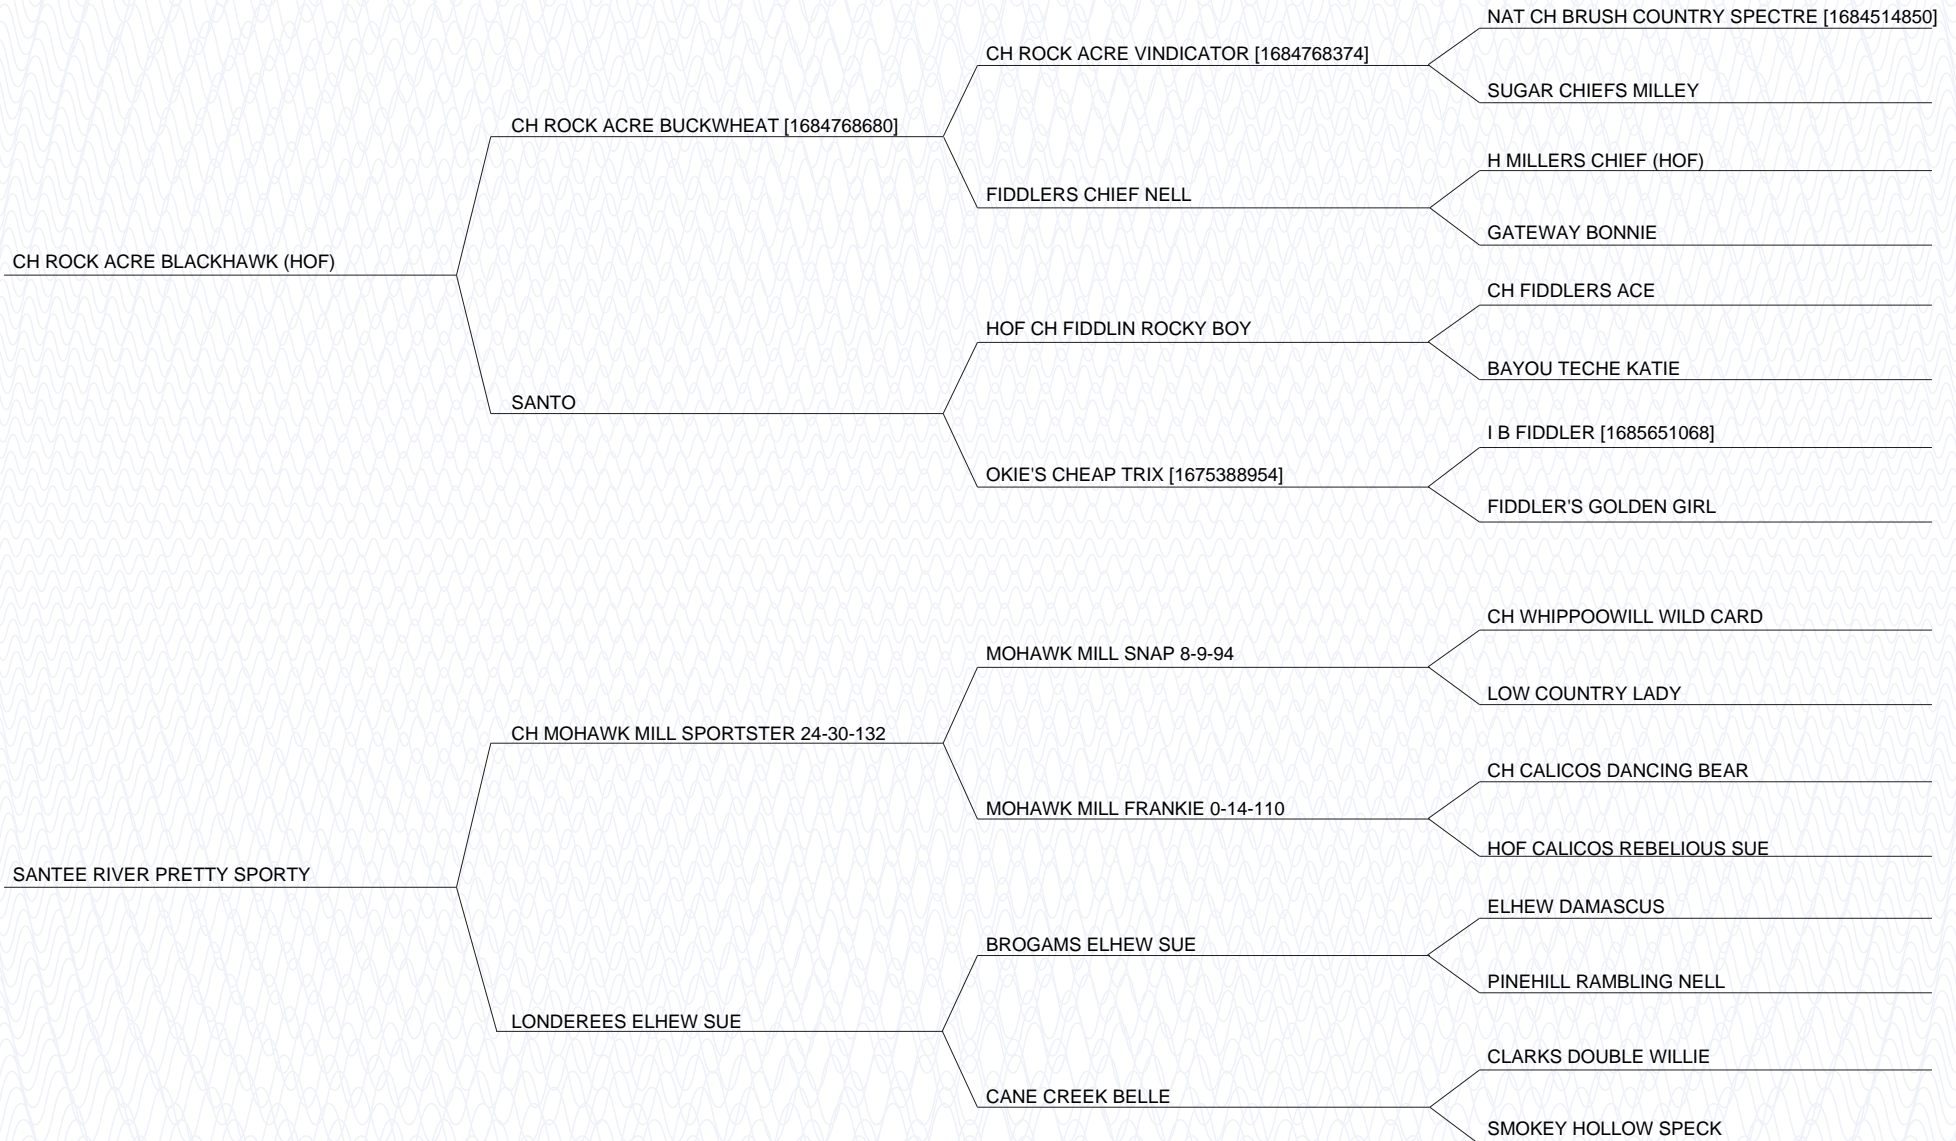 NAT CH BRUSH COUNTRY SPECTRE [1684514850]
CH ROCK ACRE VINDICATOR [1684768374]
SUGAR CHIEFS MILLEY
CH ROCK ACRE BUCKWHEAT [1684768680]
H MILLERS CHIEF (HOF)
FIDDLERS CHIEF NELL
GATEWAY BONNIE
CH ROCK ACRE BLACKHAWK (HOF)
CH FIDDLERS ACE
HOF CH FIDDLIN ROCKY BOY
BAYOU TECHE KATIE
SANTO
I B FIDDLER [1685651068]
OKIE'S CHEAP TRIX [1675388954]
FIDDLER'S GOLDEN GIRL
CH WHIPPOOWILL WILD CARD
MOHAWK MILL SNAP 8-9-94
LOW COUNTRY LADY
CH MOHAWK MILL SPORTSTER 24-30-132
CH CALICOS DANCING BEAR
MOHAWK MILL FRANKIE 0-14-110
HOF CALICOS REBELIOUS SUE
SANTEE RIVER PRETTY SPORTY
ELHEW DAMASCUS
BROGAMS ELHEW SUE
PINEHILL RAMBLING NELL
LONDEREES ELHEW SUE
CLARKS DOUBLE WILLIE
CANE CREEK BELLE
SMOKEY HOLLOW SPECK